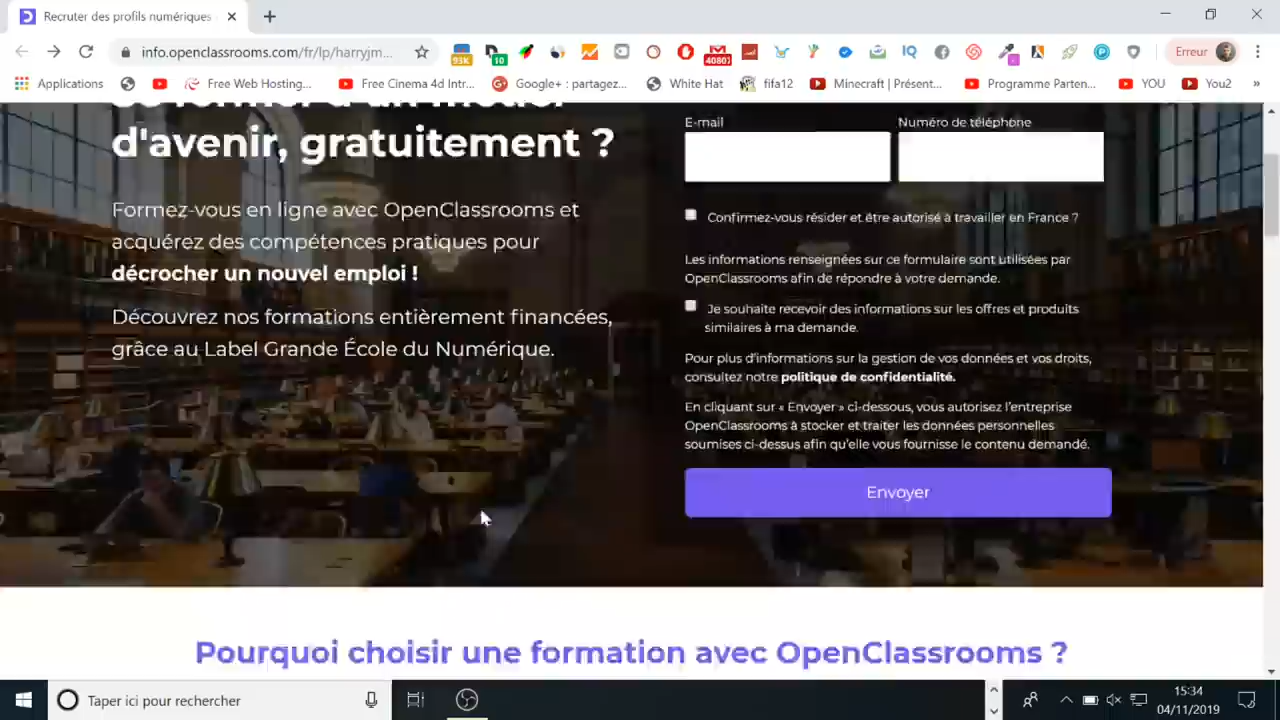 Recruter des profils numériques
info.openclassrooms.com/fr/lp/harryjm...
93K
10
40807
IQ
Erreur
Applications
Free Web Hosting...
Free Cinema 4d Intr...
Google+ : partagez...
White Hat
fifa12
Minecraft | Présent...
Programme Parten...
YOU
You2
»
d'avenir, gratuitement ?
Formez-vous en ligne avec OpenClassrooms et
acquérez des compétences pratiques pour
décrocher un nouvel emploi !
Découvrez nos formations entièrement financées,
grâce au Label Grande École du Numérique.
E-mail
Numéro de téléphone
Confirmez-vous résider et être autorisé à travailler en France ?
Les informations renseignées sur ce formulaire sont utilisées par
OpenClassrooms afin de répondre à votre demande.
Je souhaite recevoir des informations sur les offres et produits
similaires à ma demande.
Pour plus d'informations sur la gestion de vos données et vos droits,
consultez notre politique de confidentialité.
En cliquant sur « Envoyer » ci-dessous, vous autorisez l'entreprise
OpenClassrooms à stocker et traiter les données personnelles
soumises ci-dessus afin qu'elle vous fournisse le contenu demandé.
Envoyer
Pourquoi choisir une formation avec OpenClassrooms ?
Taper ici pour rechercher
15:34
04/11/2019